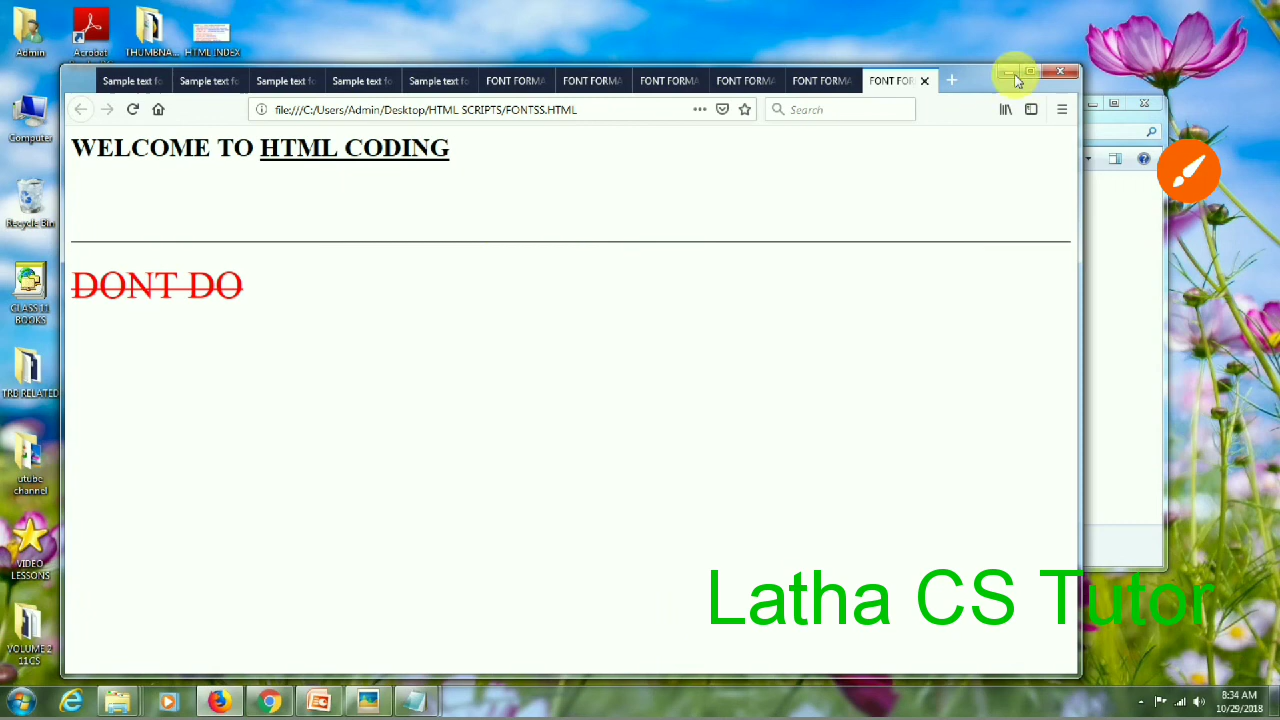 Admin
Acrobat
THUMBNA...
HTML INDEX
Sample text fo
Sample text fo
Sample text fo
Sample text fo
Sample text fo
FONT FORMA
FONT FORMA
FONT FORMA
FONT FORMA
FONT FORMA
FONT FOR
file:///C:/Users/Admin/Desktop/HTML SCRIPTS/FONTSS.HTML
Search
Computer
WELCOME TO HTML CODING
Recycle Bin
DONT DO
CLASS 11
BOOKS
TRB RELATED
utube
channel
VIDEO
LESSONS
Latha CS Tutor
VOLUME 2
11CS
8:34 AM
10/29/2018